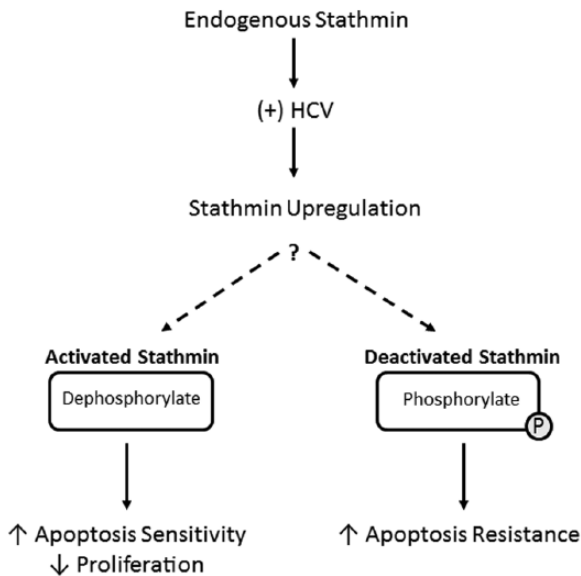 Endogenous Stathmin
(+) HCV
Stathmin Upregulation
?
Activated Stathmin
Deactivated Stathmin
Dephosphorylate
Phosphorylate
P
↑ Apoptosis Sensitivity
↓ Proliferation
↑ Apoptosis Resistance